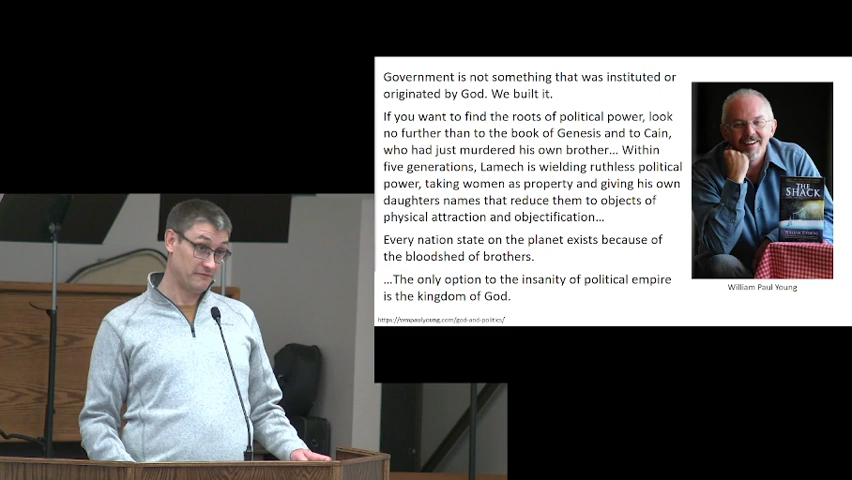 Government is not something that was instituted or
originated by God. We built it.
If you want to find the roots of political power, look
no further than to the book of Genesis and to Cain,
who had just murdered his own brother... Within
five generations, Lamech is wielding ruthless political
power, taking women as property and giving his own
daughters names that reduce them to objects of
physical attraction and objectification...
Every nation state on the planet exists because of
the bloodshed of brothers.
...The only option to the insanity of political empire
is the kingdom of God.
THE
SHACK
William Paul Young
https://wmpaulyoung.com/god-and-politics/